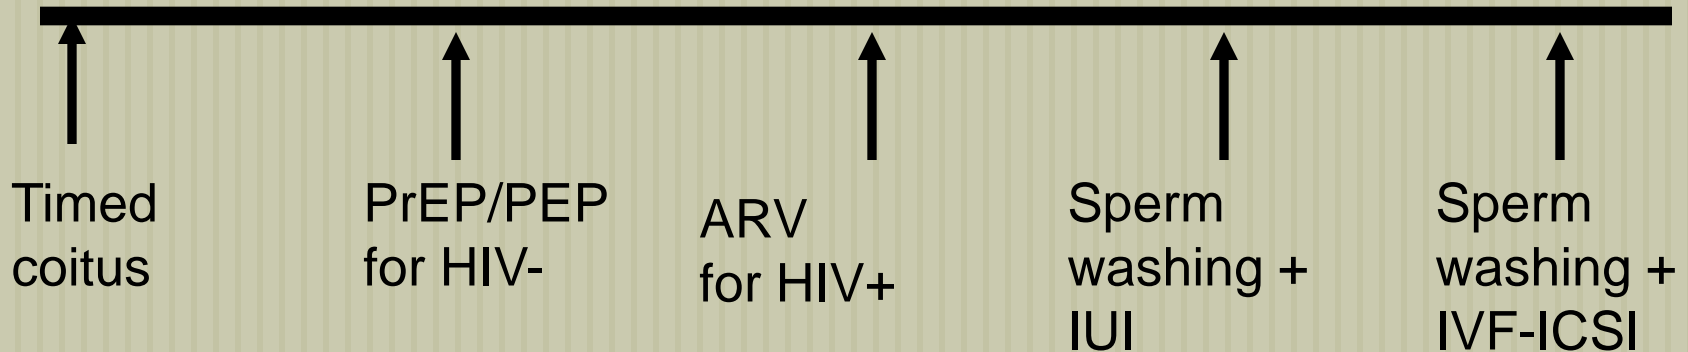 Timed
coitus
PrEP/PEP
for HIV-
ARV
for HIV+
Sperm
washing +
IUI
Sperm
washing +
IVF-ICSI